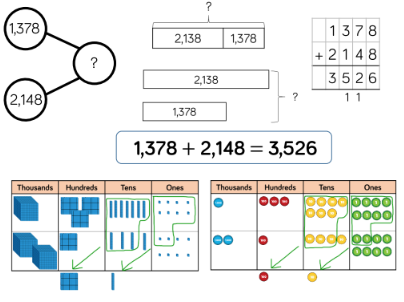 1,378
?
2,148
?
2,138 1,378
2,138
1,378
?
1 3 7 8
+ 2 1 4 8
3 5 2 6
1 1
1,378 + 2,148 = 3,526
Thousands Hundreds Tens Ones
Thousands Hundreds Tens Ones